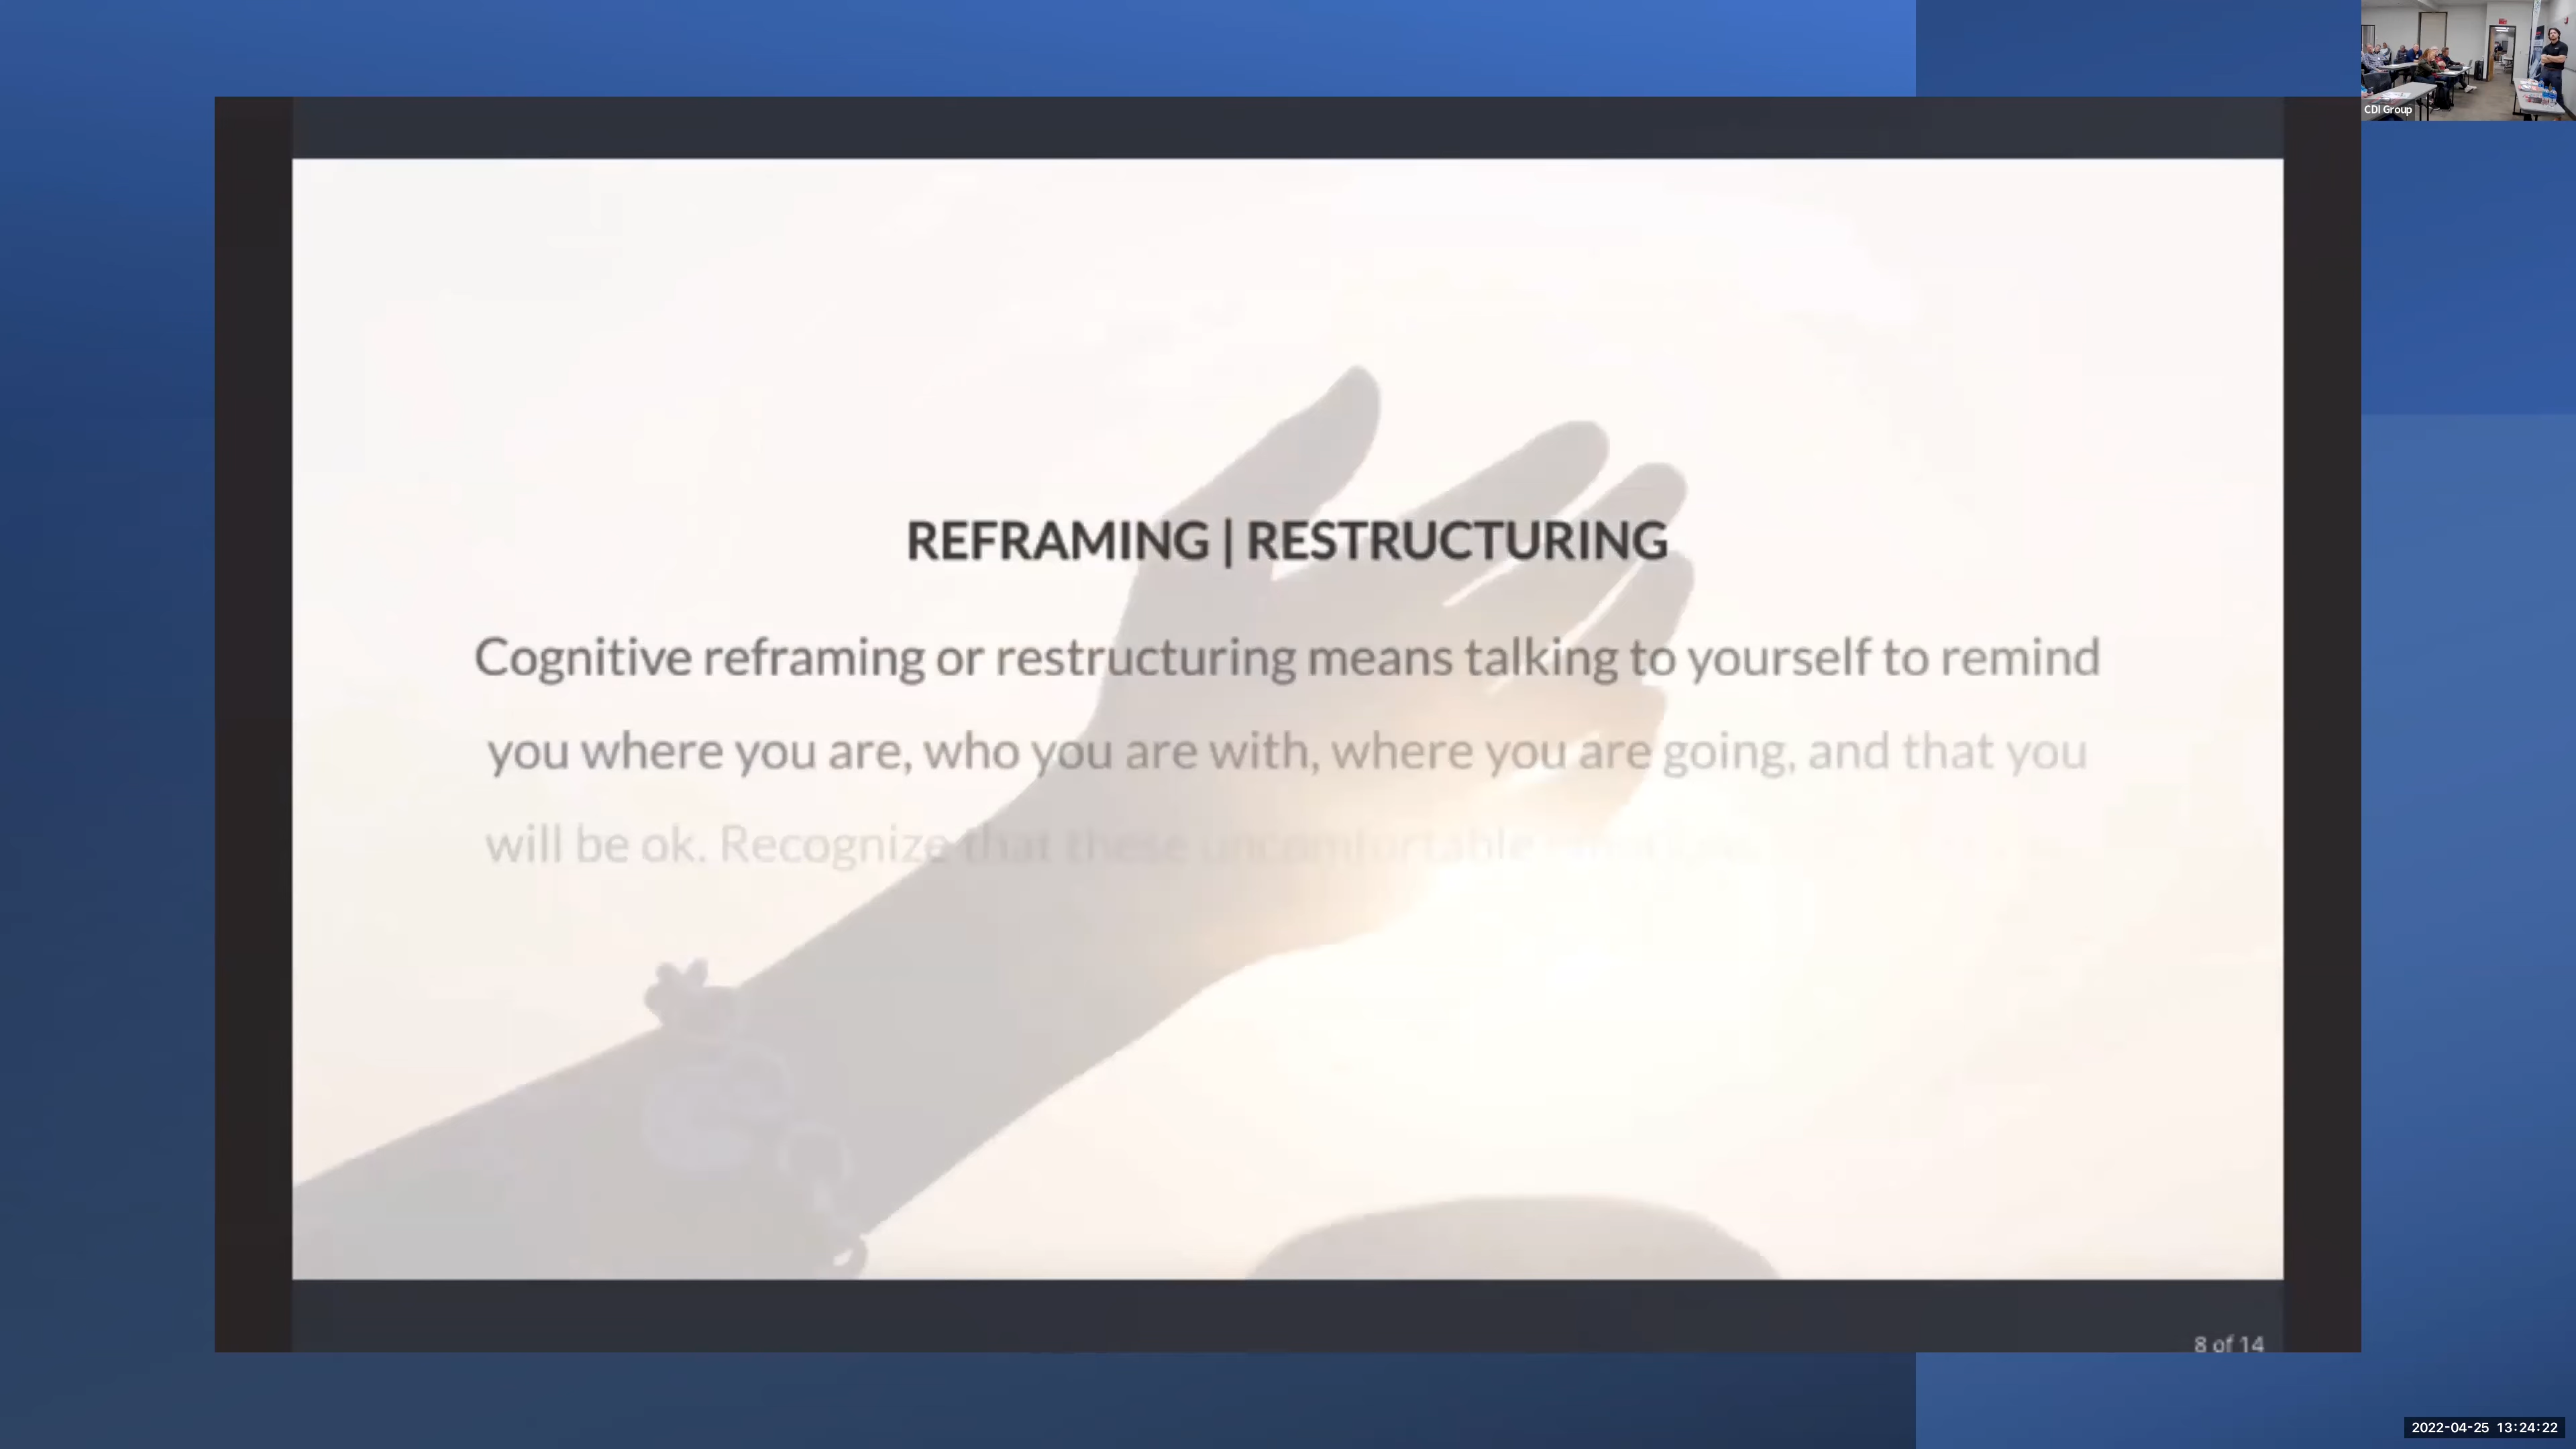 CDI Group
REFRAMING | RESTRUCTURING
Cognitive reframing or restructuring means talking to yourself to remind
you where you are, who you are with, where you are going, and that you
will be ok. Recognize that these uncomfortable
8 of 14
2022-04-25 13:24:22